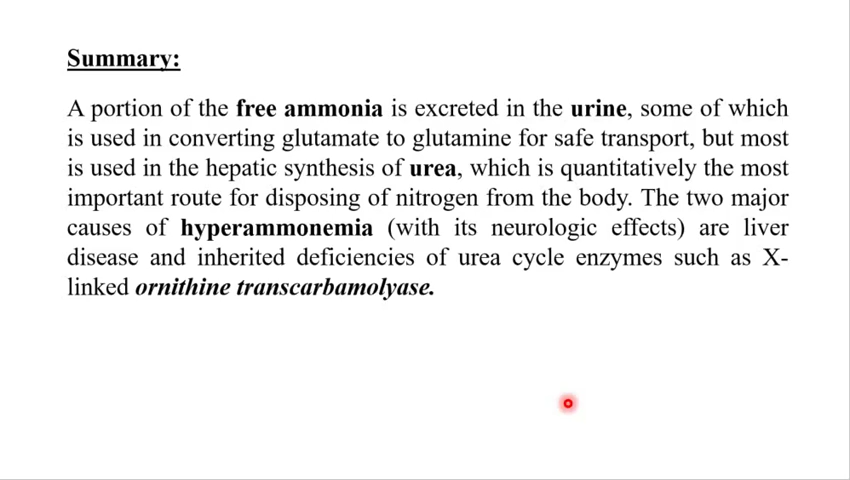 Summary:
A portion of the free ammonia is excreted in the urine, some of which
is used in converting glutamate to glutamine for safe transport, but most
is used in the hepatic synthesis of urea, which is quantitatively the most
important route for disposing of nitrogen from the body. The two major
causes of hyperammonemia (with its neurologic effects) are liver
disease and inherited deficiencies of urea cycle enzymes such as X-
linked ornithine transcarbamolyase.